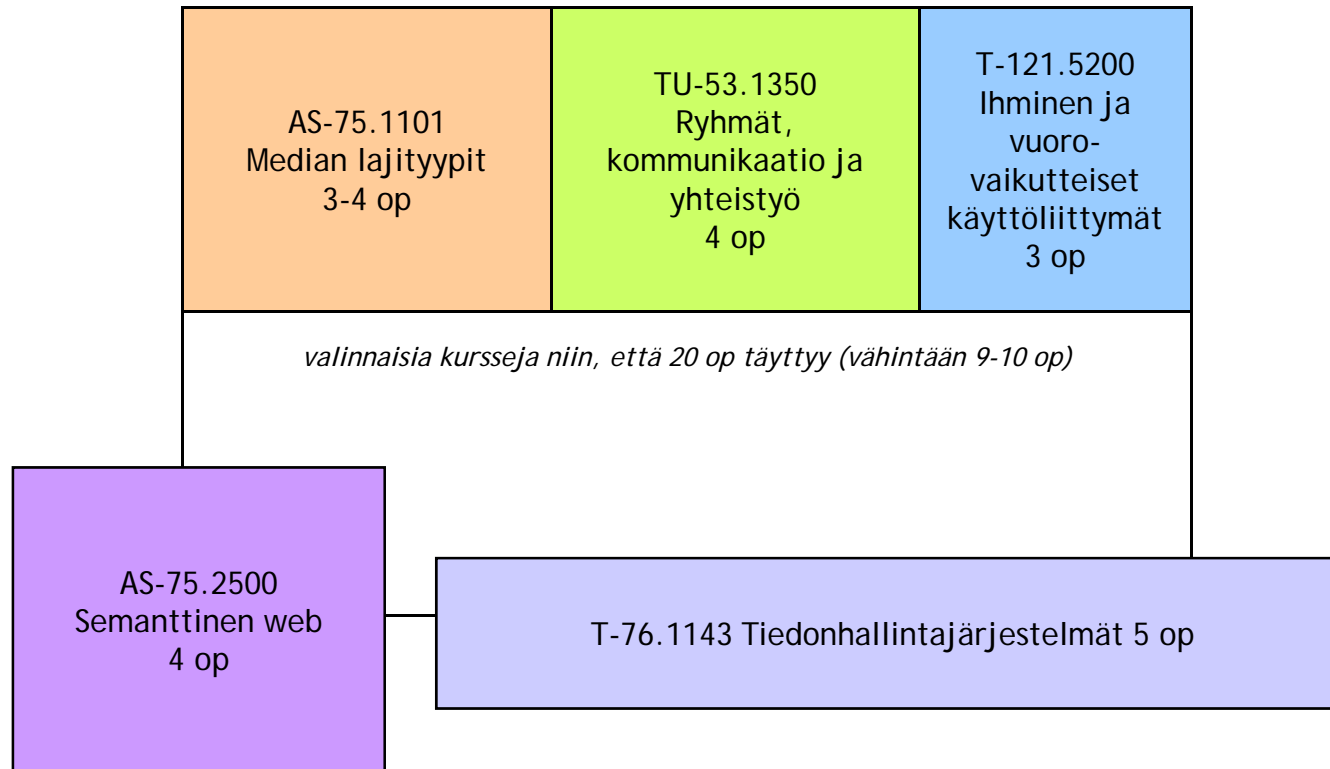 AS-75.1101
Median lajityypit
3-4 op
TU-53.1350
Ryhmät,
kommunikaatio ja
yhteistyö
4 op
T-121.5200
Ihminen ja
vuoro-
vaikutteiset
käyttöliittymät
3 op
valinnaisia kursseja niin, että 20 op täyttyy (vähintään 9-10 op)
AS-75.2500
Semanttinen web
4 op
T-76.1143 Tiedonhallintajärjestelmät 5 op